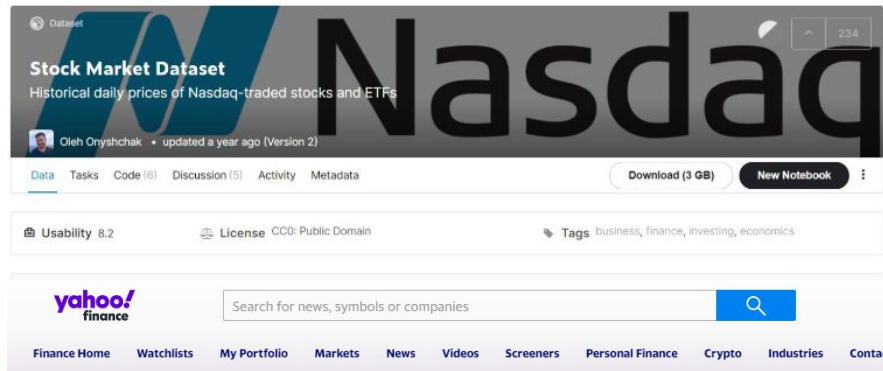 Dataset
234
Stock Market Dataset
Historical daily prices of Nasdaq-traded stocks and ETFs
Nasdaq
Oleh Onyshchak • updated a year ago (Version 2)
Data Tasks Code (6) Discussion (5) Activity Metadata Download (3 GB) New Notebook
Usability 8.2 License CC0: Public Domain Tags business, finance, investing, economics
yahoo!
finance
Search for news, symbols or companies
Finance Home Watchlists My Portfolio Markets News Videos Screeners Personal Finance Crypto Industries Conta